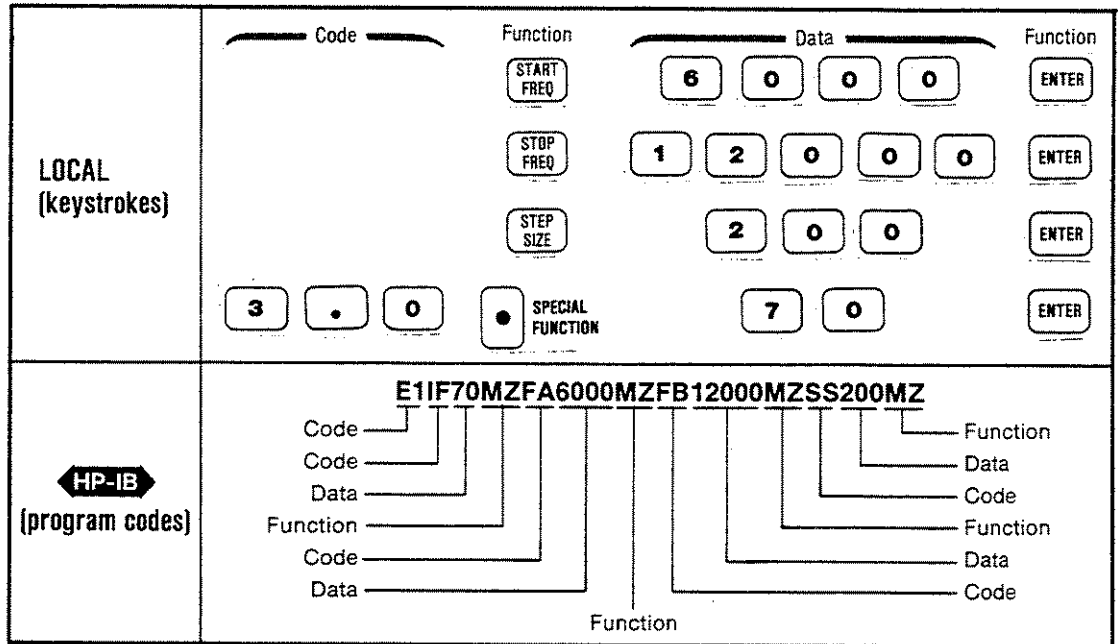 Code Function Data Function
START FREQ 6 0 0 0 ENTER
STOP FREQ 1 2 0 0 0 ENTER
LOCAL
(keystrokes)
STEP SIZE 2 0 0 ENTER
3 . 0 SPECIAL FUNCTION 7 0 ENTER
E1IF70MZFA6000MZFB12000MZSS200MZ
Code Function
Code Data
HP-IB
Data Code
(program codes)
Function Function
Code Data
Data Code
Function